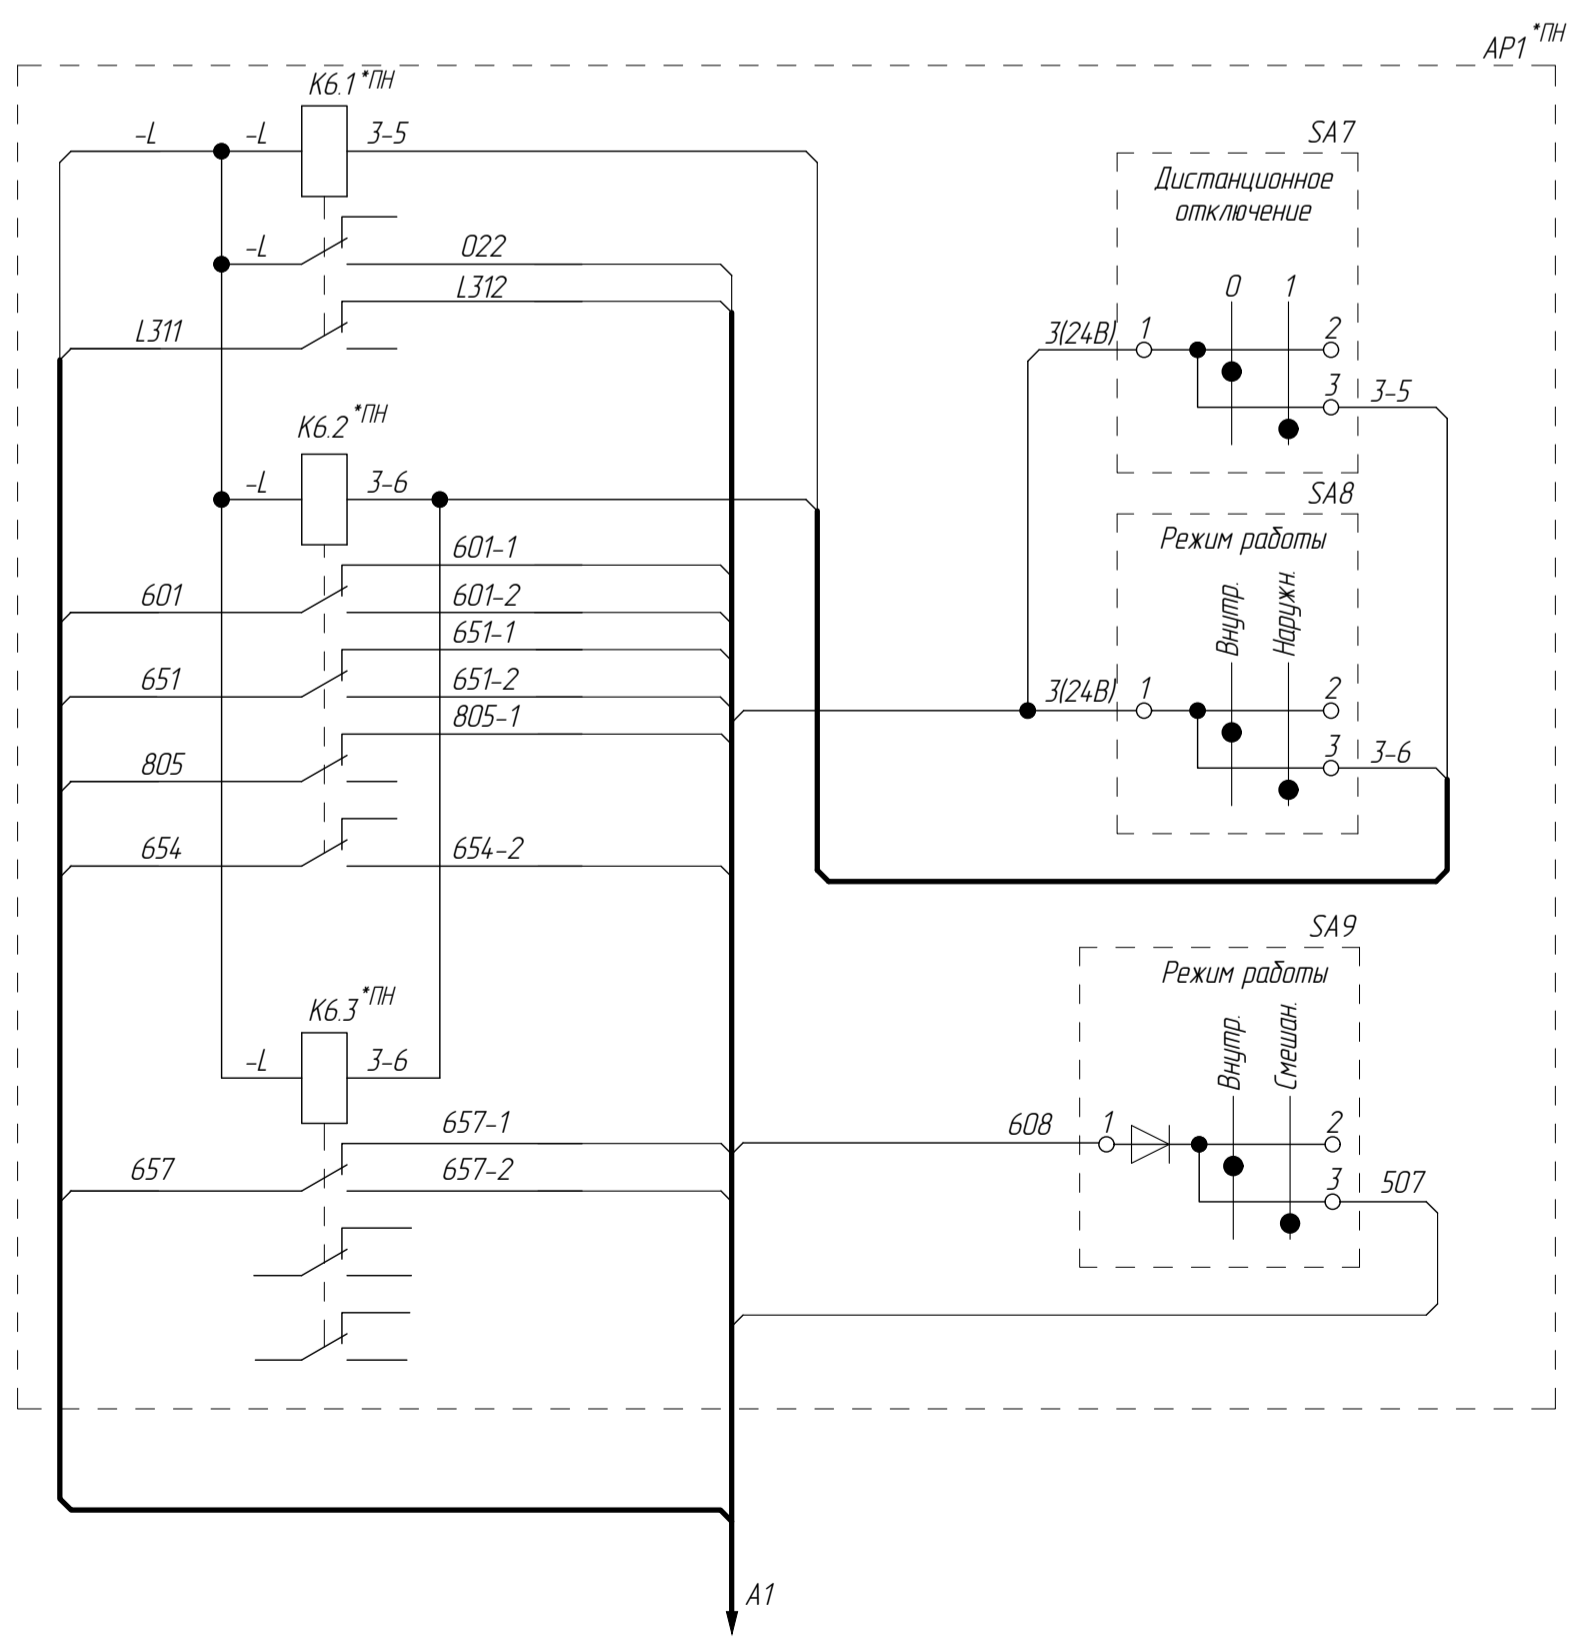 AP1*ПН
K6.1*ПН
-L
-L
3-5
-L
022
L312
L311
K6.2*ПН
-L
3-6
601-1
601
601-2
651-1
651
651-2
805-1
805
654
654-2
K6.3*ПН
-L
3-6
657-1
657
657-2
SA7
Дистанционное
отключение
0
1
3(24В)
1
2
3
3-5
SA8
Режим работы
Внутр.
Наружн.
3(24В)
1
2
3
3-6
SA9
Режим работы
Внутр.
Смешан.
608
1
2
3
507
A1